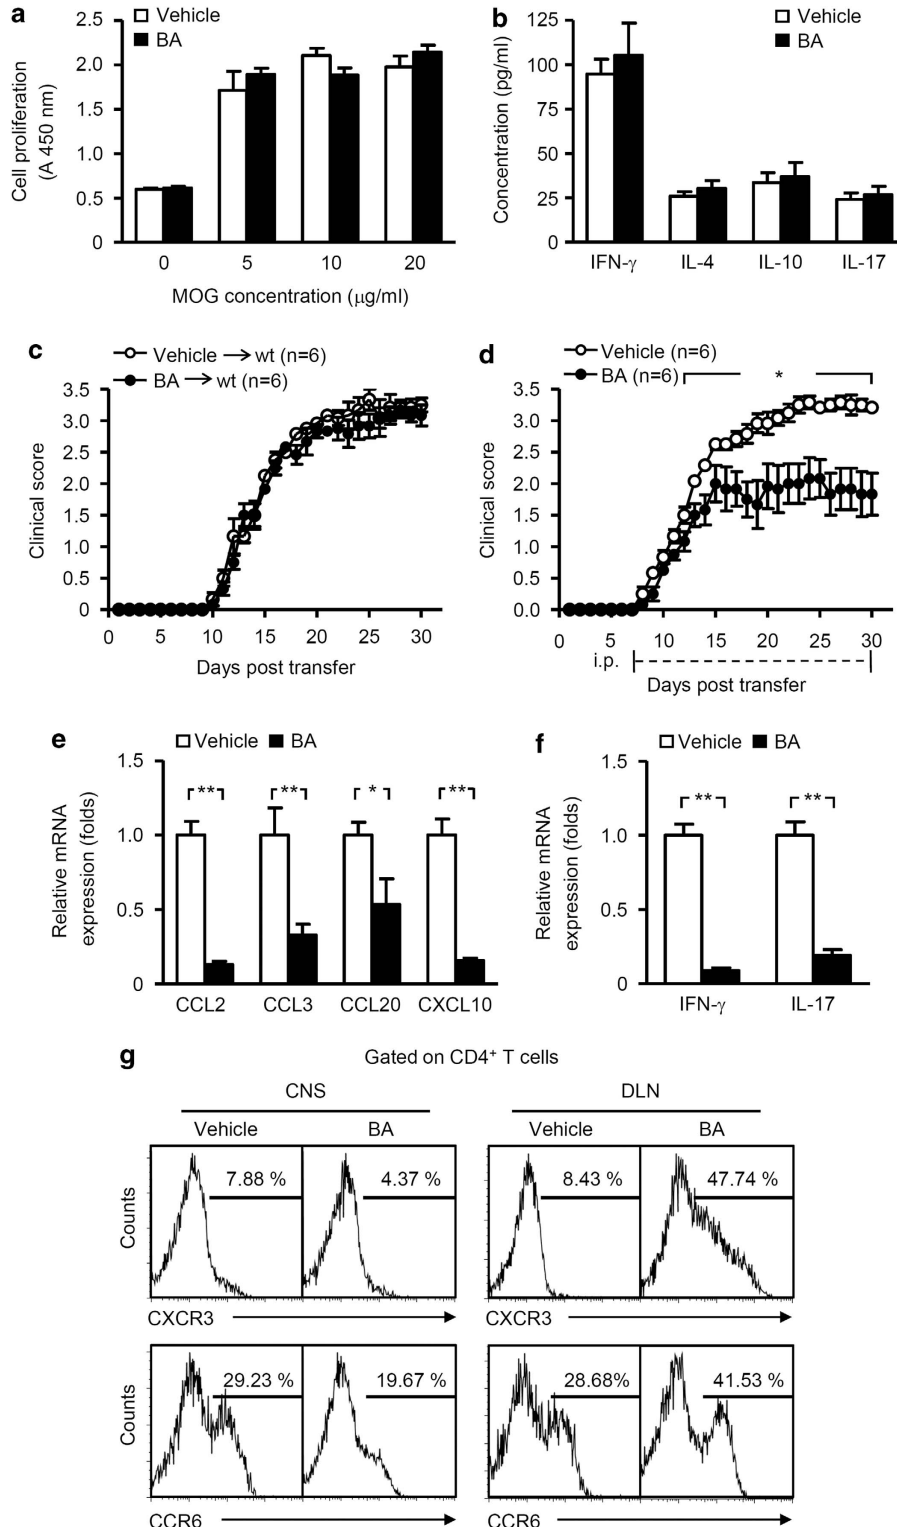 a
Vehicle
BA
Cell proliferation
(A 450 nm)
2.5
2.0
1.5
1.0
0.5
0
0 5 10 20
MOG concentration (μg/ml)
b
Vehicle
BA
Concentration (pg/ml)
125
100
75
50
25
0
IFN-γ IL-4 IL-10 IL-17
c
Vehicle → wt (n=6)
BA → wt (n=6)
Clinical score
3.5
3.0
2.5
2.0
1.5
1.0
0.5
0
0 5 10 15 20 25 30
Days post transfer
d
Vehicle (n=6)
BA (n=6)
*
Clinical score
3.5
3.0
2.5
2.0
1.5
1.0
0.5
0.0
0 5 10 15 20 25 30
i.p.
Days post transfer
e
Vehicle BA
Relative mRNA
expression (folds)
1.5
1.0
0.5
0
** ** * **
CCL2 CCL3 CCL20 CXCL10
f
Vehicle BA
Relative mRNA
expression (folds)
1.5
1.0
0.5
0
** **
IFN-γ IL-17
g
Gated on CD4⁺ T cells
CNS DLN
Vehicle BA Vehicle BA
Counts
7.88 % 4.37 % 8.43 % 47.74 %
CXCR3 CXCR3
Counts
29.23 % 19.67 % 28.68% 41.53 %
CCR6 CCR6